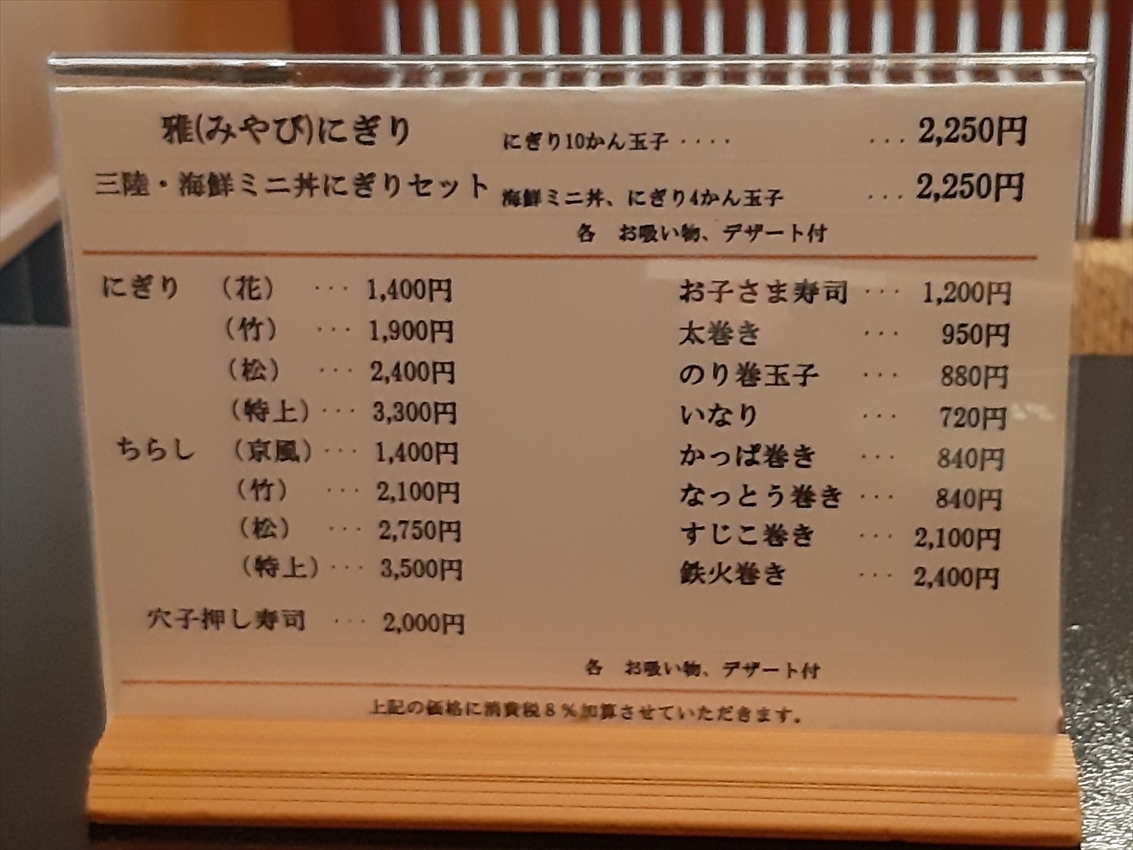 雅(みやび)にぎり にぎり10かん玉子 ···· ... 2,250円
三陸・海鮮ミニ丼にぎりセット 海鮮ミニ丼、にぎり4かん玉子 ... 2,250円
各 お吸い物、デザート付
にぎり （花） ··· 1,400円
（竹） ··· 1,900円
（松） ··· 2,400円
（特上）··· 3,300円
ちらし （京風）··· 1,400円
（竹） ··· 2,100円
（松） ··· 2,750円
（特上）··· 3,500円
穴子押し寿司 ··· 2,000円
お子さま寿司 ··· 1,200円
太巻き ··· 950円
のり巻玉子 ··· 880円
いなり ··· 720円
かっぱ巻き ··· 840円
なっとう巻き ··· 840円
すじこ巻き ··· 2,100円
鉄火巻き ··· 2,400円
各 お吸い物、デザート付
上記の価格に消費税８％加算させていただきます。